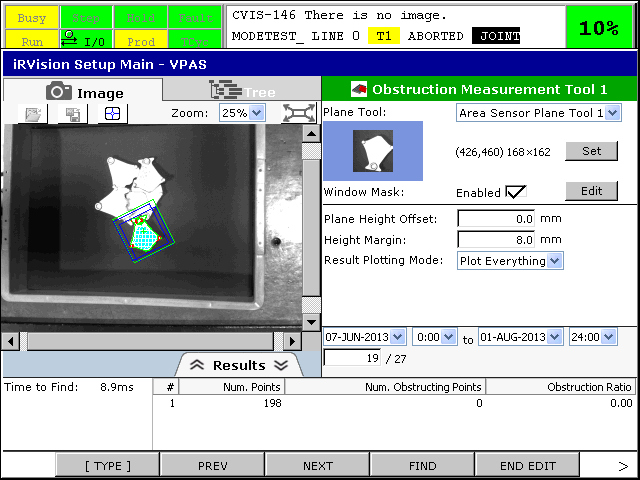 Busy Step Hold Fault
Run I/O Prod TCyc
CVIS-146 There is no image.
MODETEST_ LINE 0 T1 ABORTED JOINT
10%
iRVision Setup Main - VPAS
Image
Tree
Zoom: 25%
Obstruction Measurement Tool 1
Plane Tool: Area Sensor Plane Tool 1
(426,460) 168×162 Set
Window Mask: Enabled Edit
Plane Height Offset: 0.0 mm
Height Margin: 8.0 mm
Result Plotting Mode: Plot Everything
07-JUN-2013 0:00 to 01-AUG-2013 24:00
19 / 27
Results
Time to Find: 8.9ms
# Num. Points Num. Obstructing Points Obstruction Ratio
1 198 0 0.00
[ TYPE ] PREV NEXT FIND END EDIT >